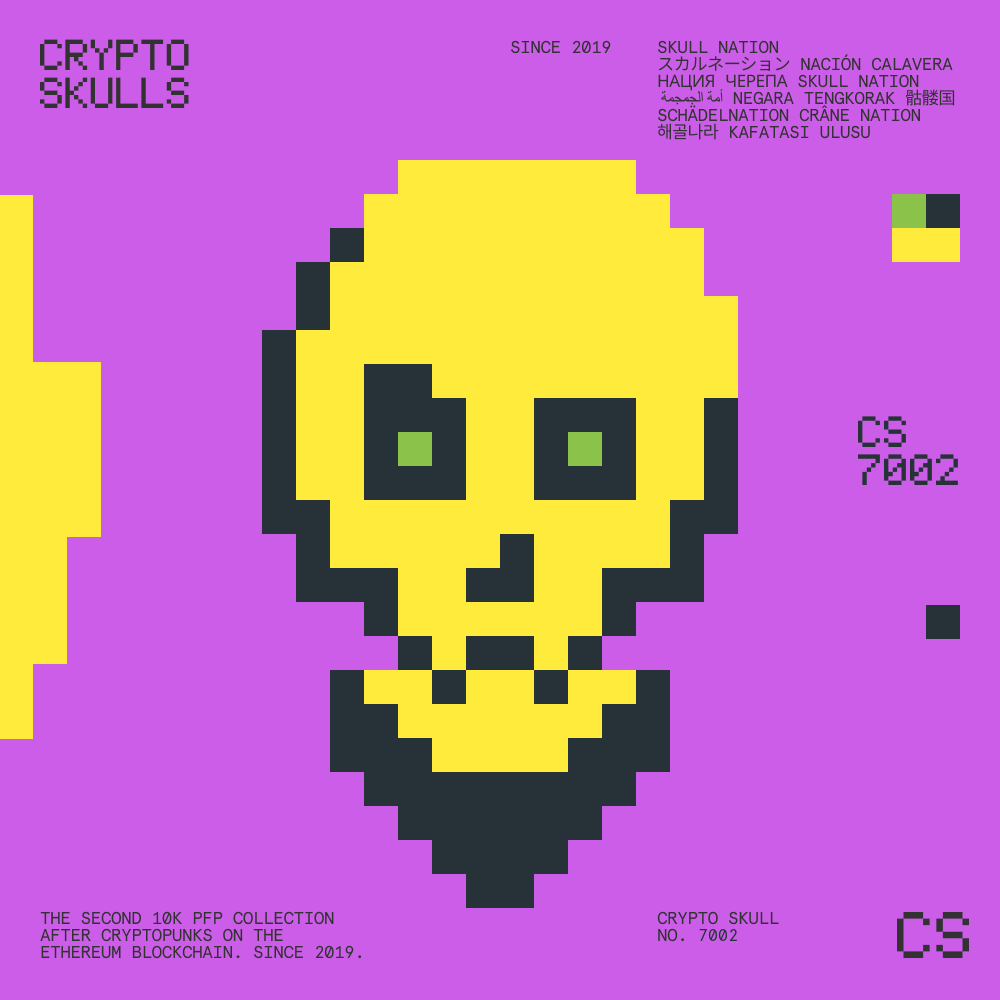 CRYPTO
SKULLS
SINCE 2019
SKULL NATION
スカルネーション NACIÓN CALAVERA
НАЦИЯ ЧЕРЕПА SKULL NATION
أمة الجمجمة NEGARA TENGKORAK 骷髅国
SCHÄDELNATION CRÂNE NATION
해골나라 KAFATASI ULUSU
CS
7002
THE SECOND 10K PFP COLLECTION
AFTER CRYPTOPUNKS ON THE
ETHEREUM BLOCKCHAIN. SINCE 2019.
CRYPTO SKULL
NO. 7002
CS